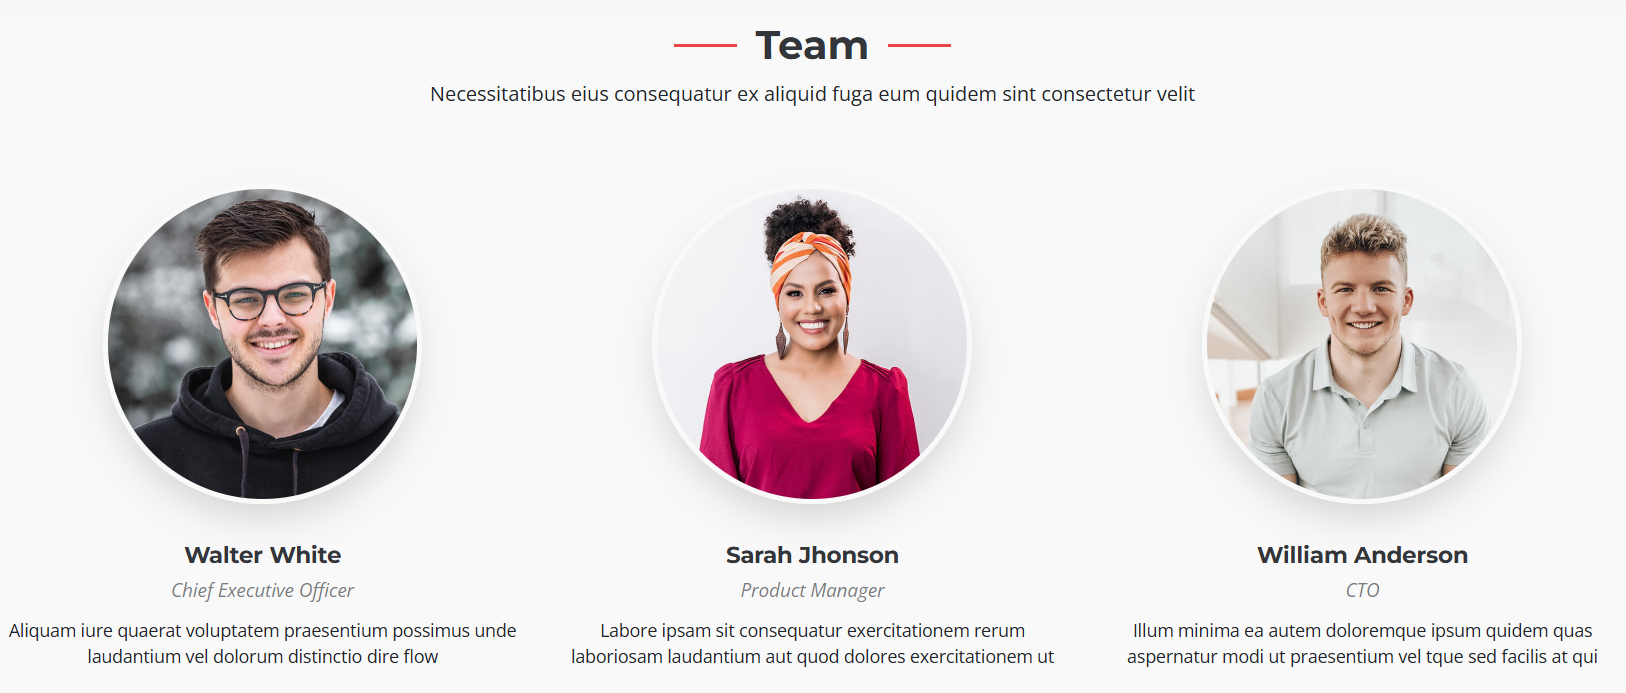 Team
Necessitatibus eius consequatur ex aliquid fuga eum quidem sint consectetur velit
Walter White
Chief Executive Officer
Aliquam iure quaerat voluptatem praesentium possimus unde
laudantium vel dolorum distinctio dire flow
Sarah Jhonson
Product Manager
Labore ipsam sit consequatur exercitationem rerum
laboriosam laudantium aut quod dolores exercitationem ut
William Anderson
CTO
Illum minima ea autem doloremque ipsum quidem quas
aspernatur modi ut praesentium vel tque sed facilis at qui